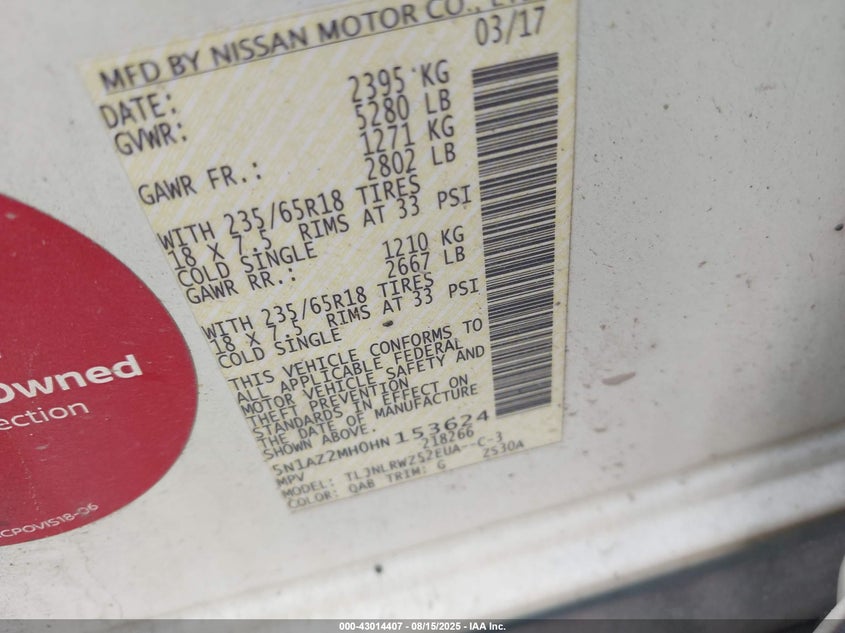 MFD BY NISSAN MOTOR CO.,
DATE: 03/17
GVWR: 2395 KG
5280 LB
GAWR FR.: 1271 KG
2802 LB
WITH 235/65R18 TIRES
18 X 7.5 RIMS AT 33 PSI
COLD SINGLE
GAWR RR.: 1210 KG
2667 LB
WITH 235/65R18 TIRES
18 X 7.5 RIMS AT 33 PSI
COLD SINGLE
THIS VEHICLE CONFORMS TO
ALL APPLICABLE FEDERAL
MOTOR VEHICLE SAFETY AND
THEFT PREVENTION
STANDARDS IN EFFECT ON
THE DATE OF MANUFACTURE
SHOWN ABOVE.
5N1AZ2MH0HN153624
MPV 218266
MODEL: TLJNLRWZ52EUA--C-3
COLOR: QAB TRIM: G Z530A
Owned
ection
CPOVIS18-06
000-43014407 - 08/15/2025 - IAA Inc.